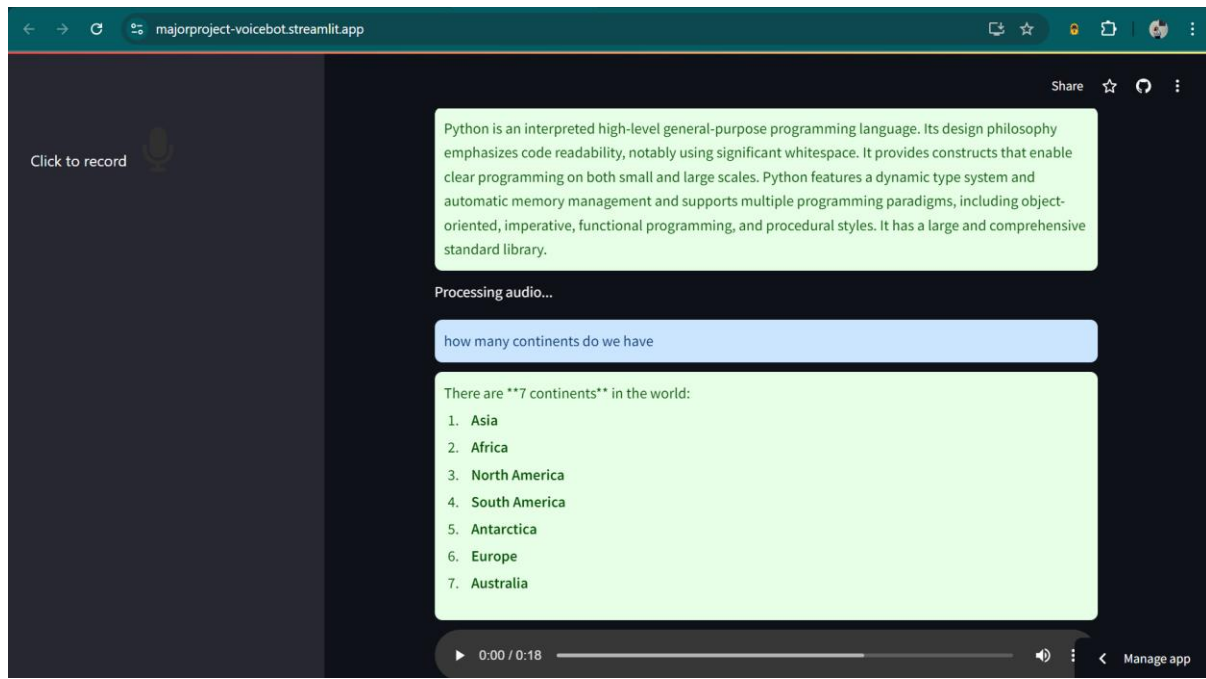 majorproject-voicebot.streamlit.app
Share
Click to record
Python is an interpreted high-level general-purpose programming language. Its design philosophy
emphasizes code readability, notably using significant whitespace. It provides constructs that enable
clear programming on both small and large scales. Python features a dynamic type system and
automatic memory management and supports multiple programming paradigms, including object-
oriented, imperative, functional programming, and procedural styles. It has a large and comprehensive
standard library.
Processing audio...
how many continents do we have
There are **7 continents** in the world:
1. Asia
2. Africa
3. North America
4. South America
5. Antarctica
6. Europe
7. Australia
0:00 / 0:18
Manage app